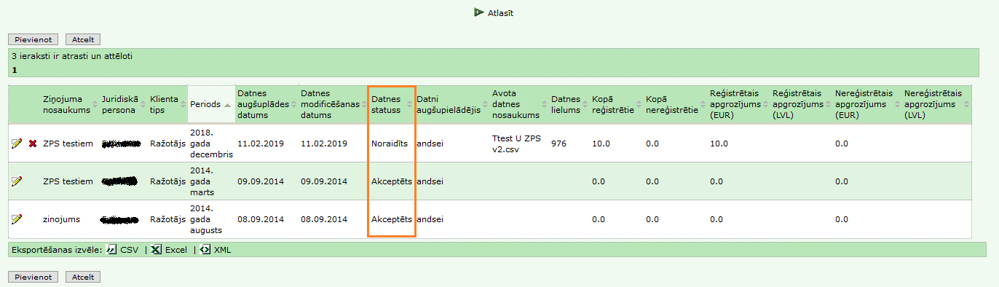 Atlasīt
Pievienot Atcelt
3 ieraksti ir atrasti un attēloti
1
Ziņojuma nosaukums Juridiskā persona Klienta tips Periods Datnes augšuplādes datums Datnes modificēšanas datums Datnes statuss Datni augšupielādējis Avota datnes nosaukums Datnes lielums Kopā reģistrētie Kopā nereģistrētie Reģistrētais apgrozījums (EUR) Reģistrētais apgrozījums (LVL) Nereģistrētais apgrozījums (EUR) Nereģistrētais apgrozījums (LVL)
ZPS testiem Ražotājs 2018. gada decembris 11.02.2019 11.02.2019 Noraidīts andsei Ttest U ZPS v2.csv 976 10.0 0.0 10.0 0.0
ZPS testiem Ražotājs 2014. gada marts 09.09.2014 09.09.2014 Akceptēts andsei 0.0 0.0 0.0 0.0
zinojums Ražotājs 2014. gada augusts 08.09.2014 08.09.2014 Akceptēts andsei 0.0 0.0 0.0 0.0
Eksportēšanas izvēle: CSV | Excel | XML
Pievienot Atcelt